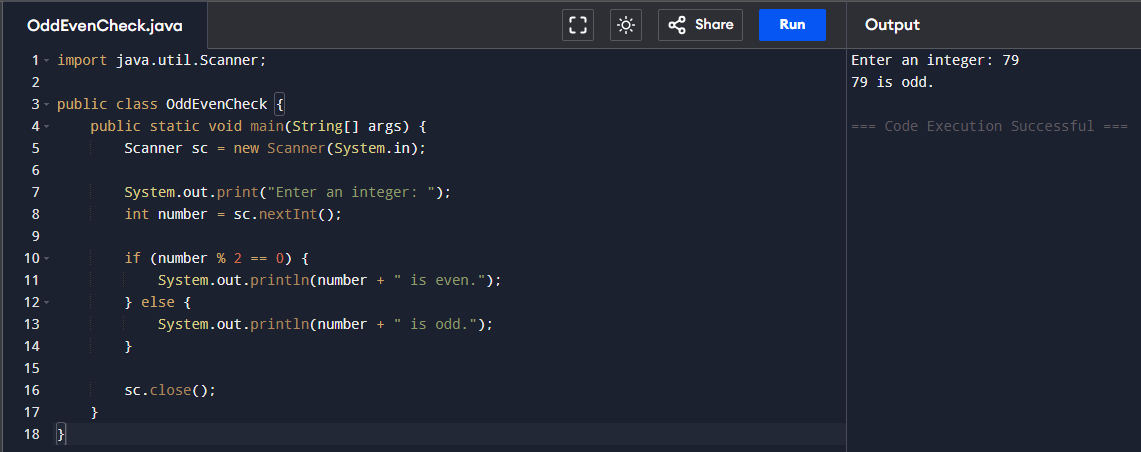 OddEvenCheck.java
Share
Run
Output
1 import java.util.Scanner;
2
3 public class OddEvenCheck {
4     public static void main(String[] args) {
5         Scanner sc = new Scanner(System.in);
6
7         System.out.print("Enter an integer: ");
8         int number = sc.nextInt();
9
10         if (number % 2 == 0) {
11             System.out.println(number + " is even.");
12         } else {
13             System.out.println(number + " is odd.");
14         }
15
16         sc.close();
17     }
18 }
Enter an integer: 79
79 is odd.
=== Code Execution Successful ===